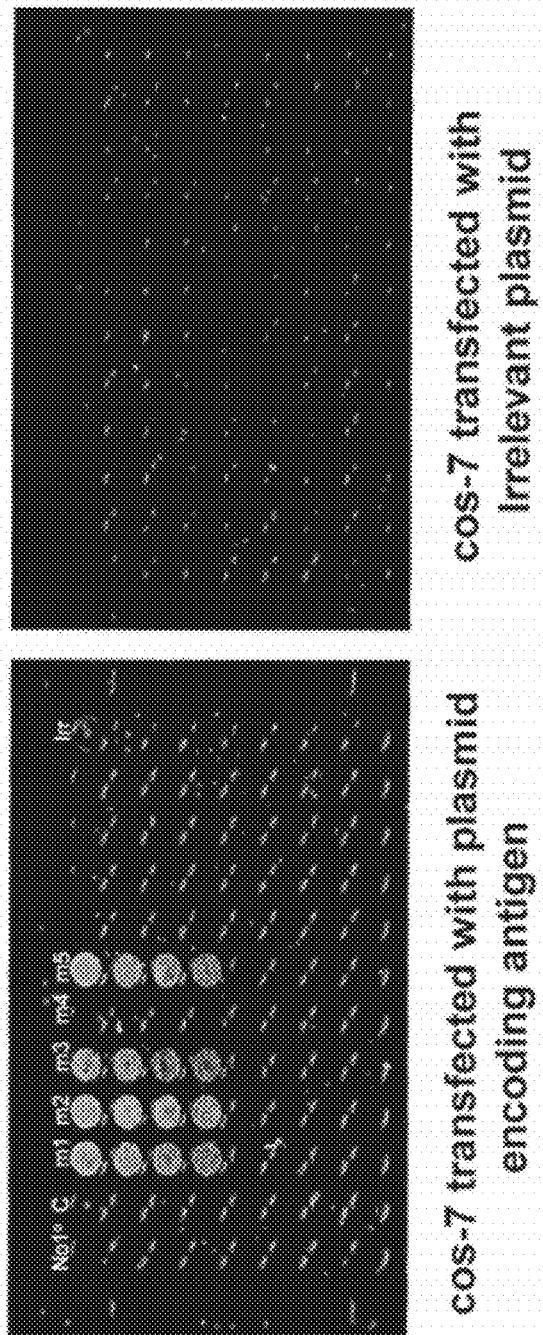 No1° C m1 m2 m3 m4 m5 Irr
cos-7 transfected with plasmid
encoding antigen
cos-7 transfected with
Irrelevant plasmid